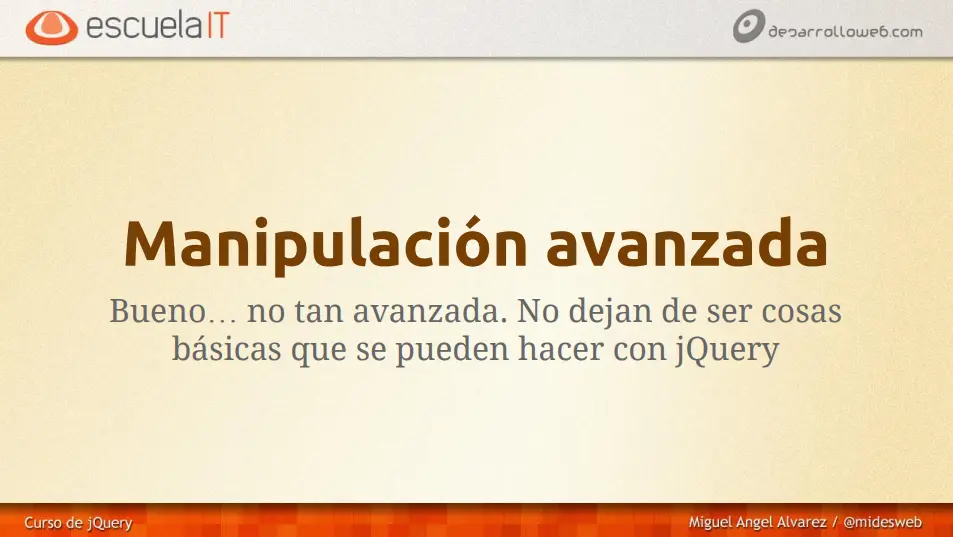 escuelaIT
desarrolloweb.com
Manipulación avanzada
Bueno... no tan avanzada. No dejan de ser cosas
básicas que se pueden hacer con jQuery
Curso de jQuery
Miguel Angel Alvarez / @midesweb